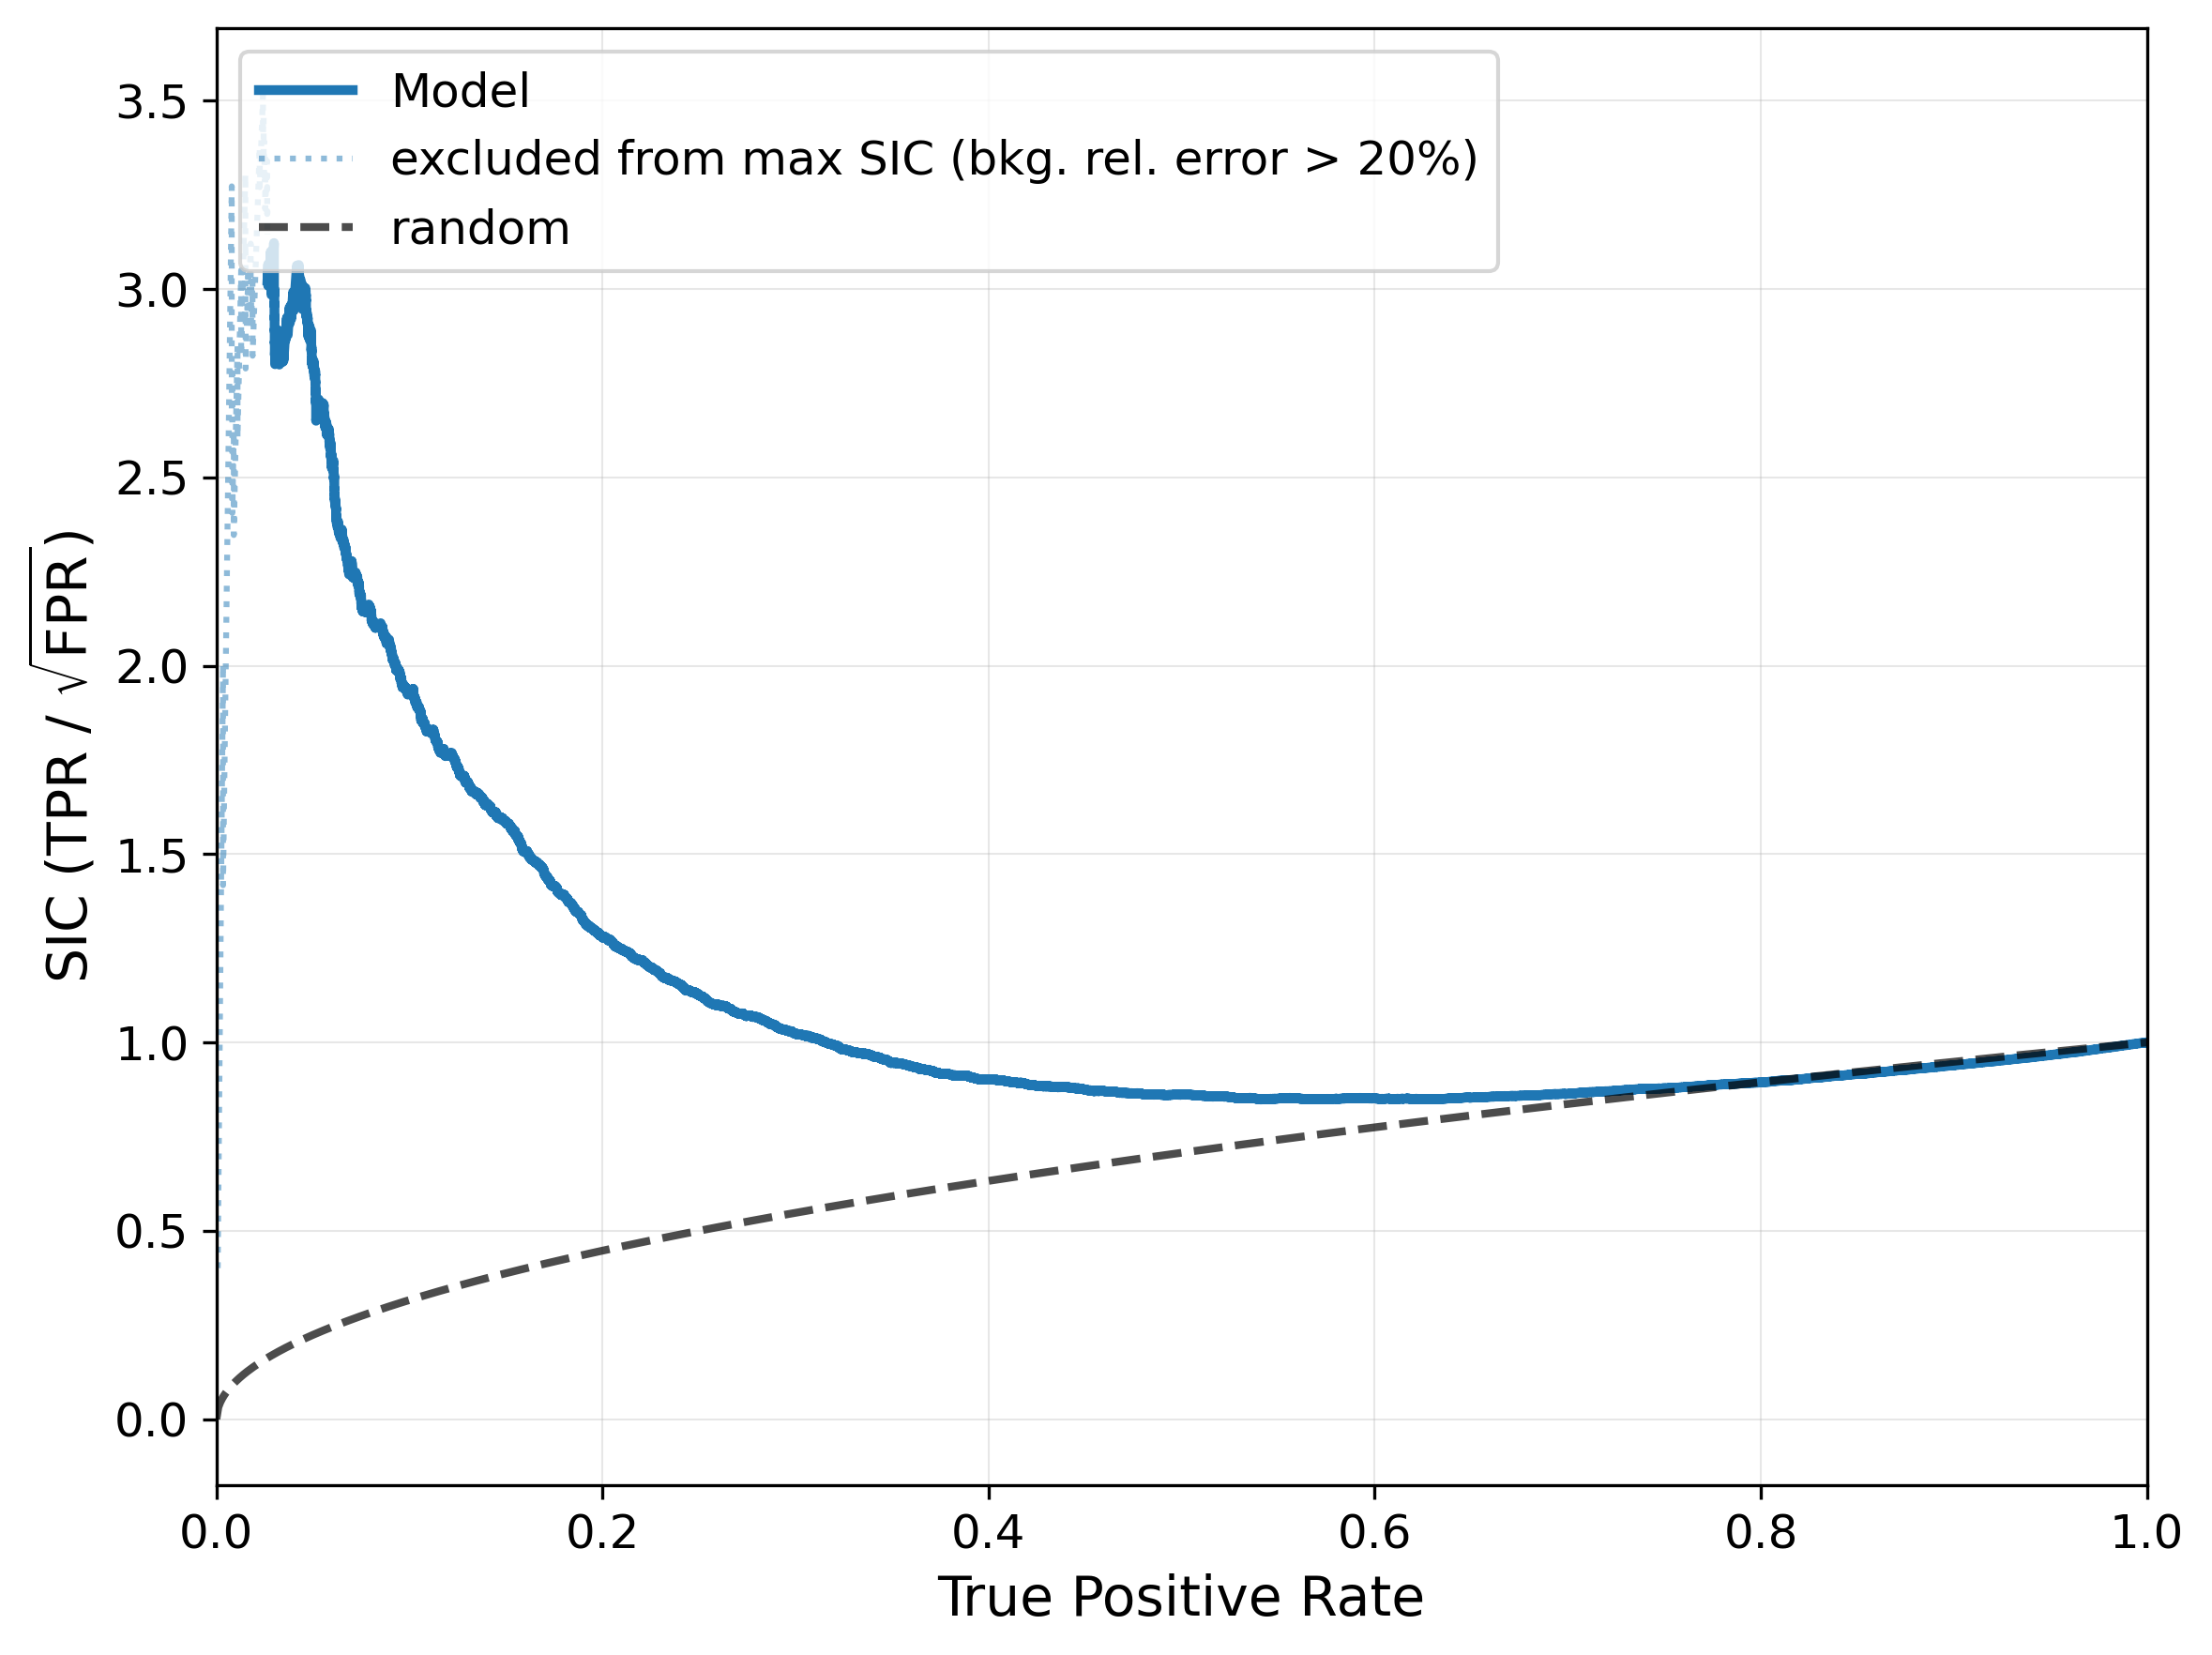 Model
excluded from max SIC (bkg. rel. error > 20%)
random
3.5
3.0
2.5
2.0
1.5
1.0
0.5
0.0
SIC (TPR / √FPR)
0.0 0.2 0.4 0.6 0.8 1.0
True Positive Rate